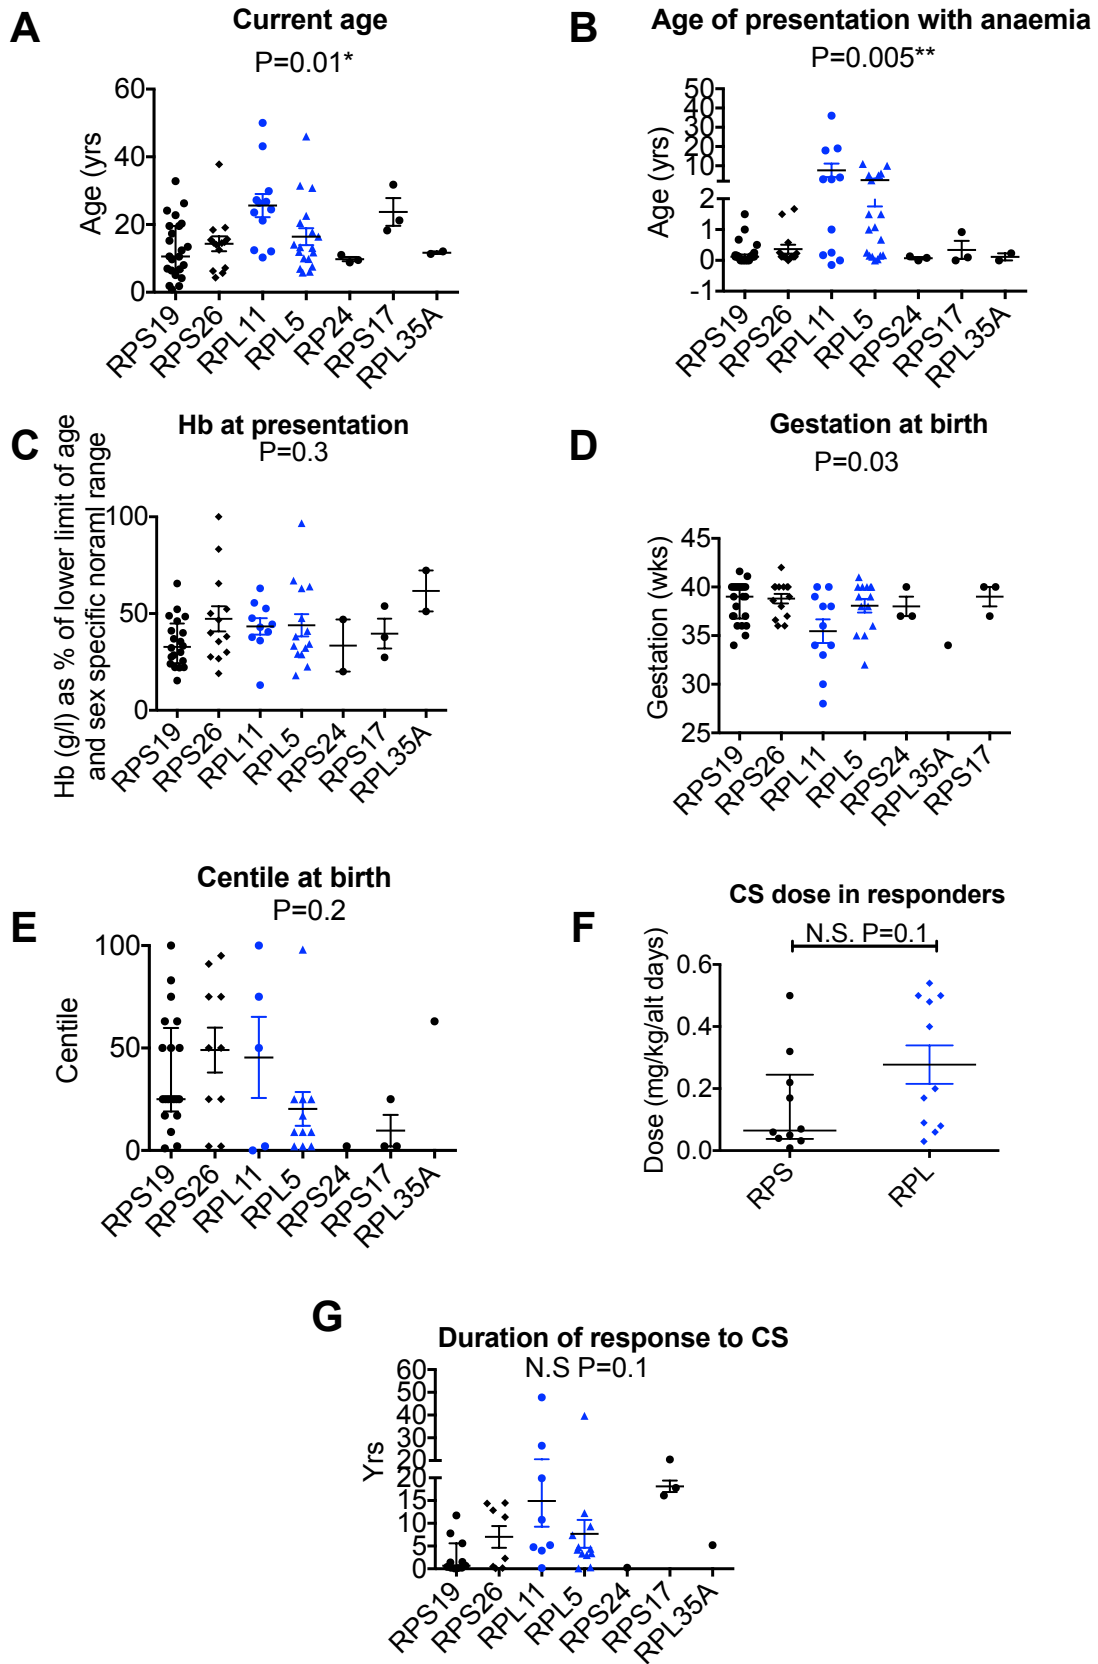 A
Current age
P=0.01*
Age (yrs
60
40
20
0
RPS19
RPS26
RPL11
RPL5
RP24
RPS17
RPL35A
B
Age of presentation with anaemia
P=0.005**
Age (yrs)
50
40
30
20
10
2
1
0
-1
RPS19
RPS26
RPL11
RPL5
RPS24
RPS17
RPL35A
C
Hb at presentation
P=0.3
Hb (g/l) as % of lower limit of age
and sex specific noraml range
100
50
0
RPS19
RPS26
RPL11
RPL5
RPS24
RPS17
RPL35A
D
Gestation at birth
P=0.03
Gestation (wks)
45
40
35
30
25
RPS19
RPS26
RPL11
RPL5
RPS24
RPL35A
RPS17
E
Centile at birth
P=0.2
Centile
100
50
0
RPS19
RPS26
RPL11
RPL5
RPS24
RPS17
RPL35A
F
CS dose in responders
N.S. P=0.1
Dose (mg/kg/alt days)
0.6
0.4
0.2
0.0
RPS
RPL
G
Duration of response to CS
N.S P=0.1
Yrs
60
50
40
30
20
20
15
10
5
0
RPS19
RPS26
RPL11
RPL5
RPS24
RPS17
RPL35A